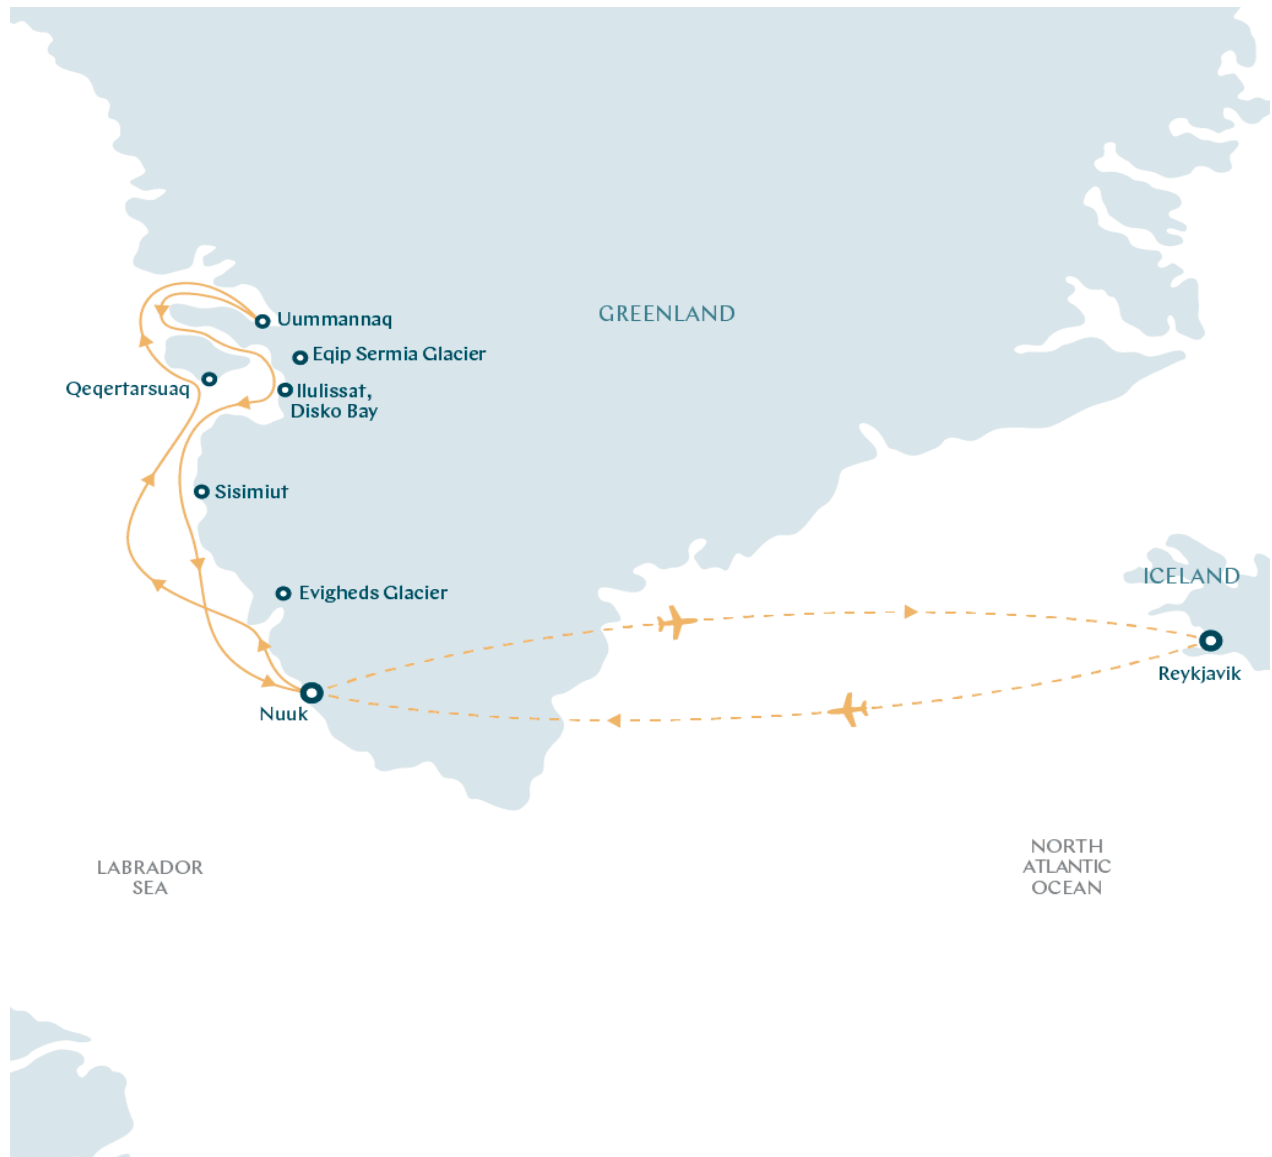 GREENLAND
Uummannaq
Eqip Sermia Glacier
Qeqertarsuaq
Ilulissat,
Disko Bay
Sisimiut
Evigheds Glacier
ICELAND
Reykjavik
Nuuk
LABRADOR
SEA
NORTH
ATLANTIC
OCEAN